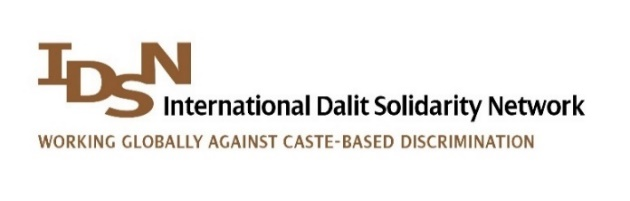 IDSN
International Dalit Solidarity Network
WORKING GLOBALLY AGAINST CASTE-BASED DISCRIMINATION